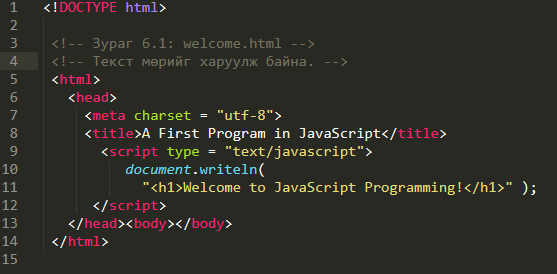 1 <!DOCTYPE html>
2
3 <!-- Зураг 6.1: welcome.html -->
4 <!-- Текст мөрийг харуулж байна. -->
5 <html>
6 <head>
7 <meta charset = "utf-8">
8 <title>A First Program in JavaScript</title>
9 <script type = "text/javascript">
10 document.writeln(
11 "<h1>Welcome to JavaScript Programming!</h1>" );
12 </script>
13 </head><body></body>
14 </html>
15